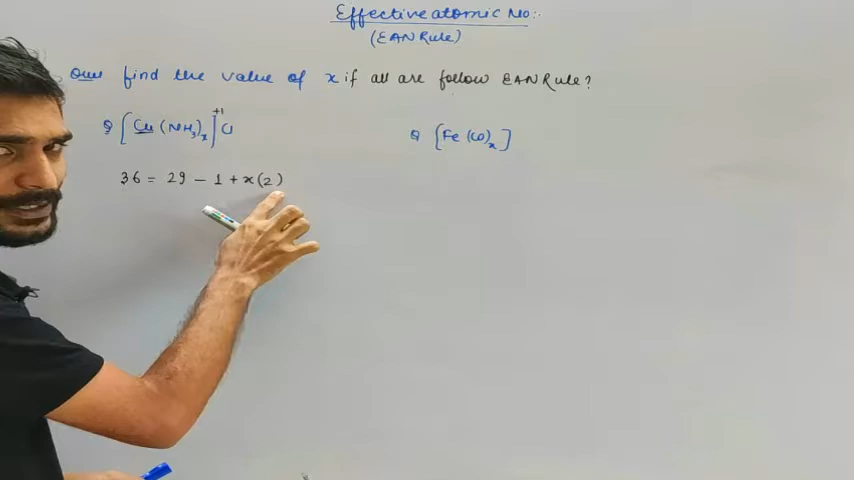 Effective atomic No:-
(EAN Rule)
Ques find the value of x if all are follow EAN Rule?
Q [Cu(NH3)x]+1 Cl
Q [Fe(CO)x]
36 = 29 - 1 + x(2)